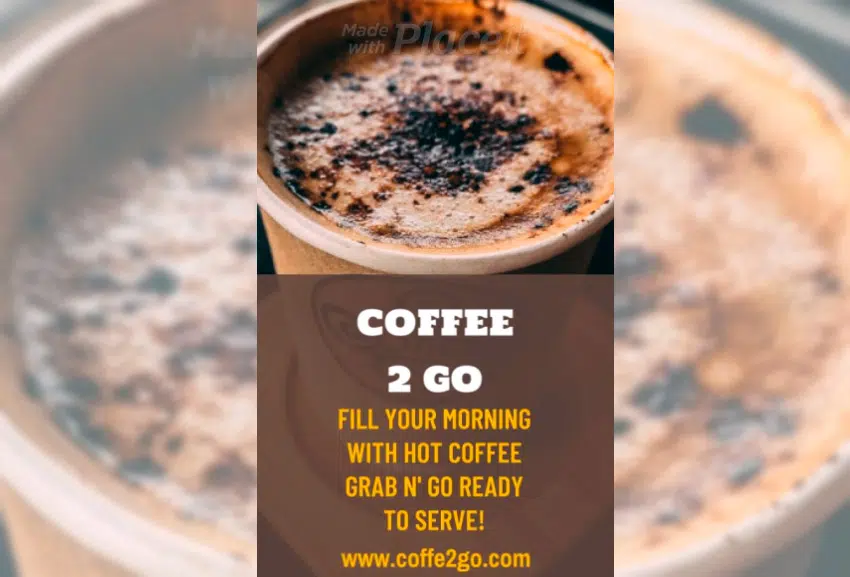 Made
with Placeit
COFFEE
2 GO
FILL YOUR MORNING
WITH HOT COFFEE
GRAB N' GO READY
TO SERVE!
www.coffe2go.com